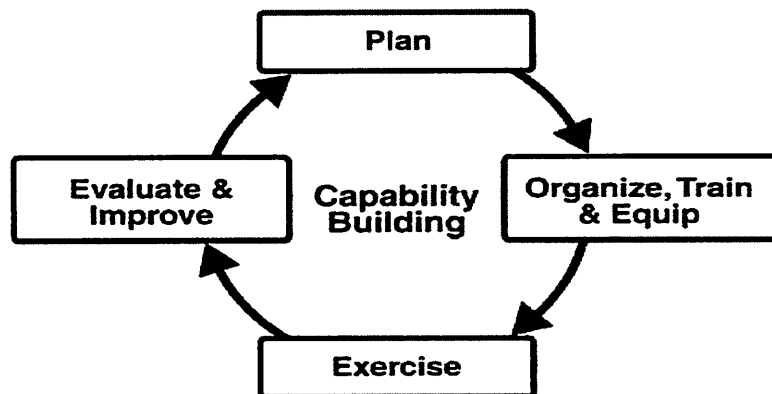 Plan
Evaluate &
Improve
Capability
Building
Organize, Train
& Equip
Exercise